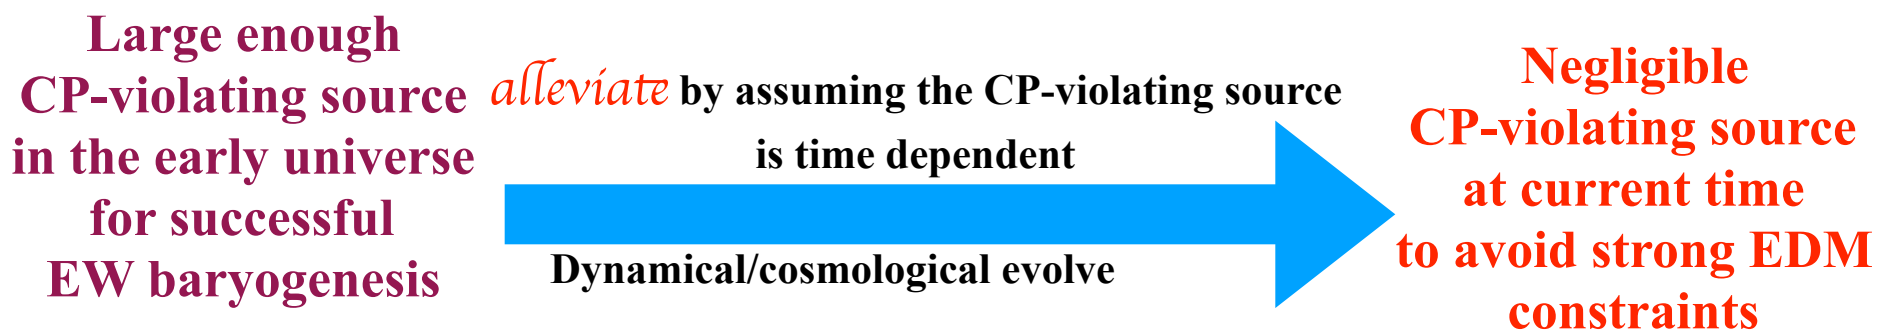 Large enough
CP-violating source
in the early universe
for successful
EW baryogenesis
alleviate by assuming the CP-violating source
is time dependent
Dynamical/cosmological evolve
Negligible
CP-violating source
at current time
to avoid strong EDM
constraints